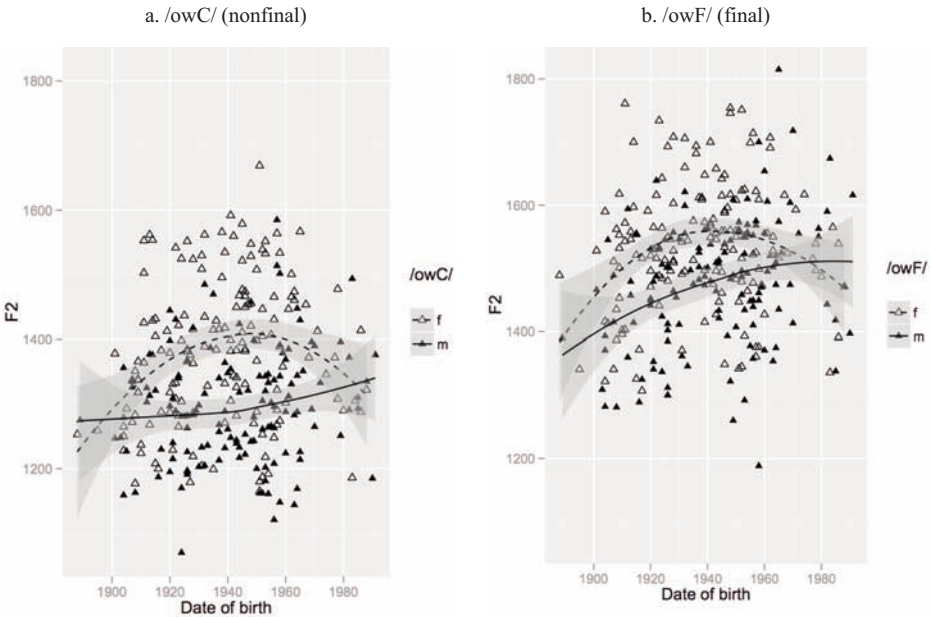 a. /owC/ (nonfinal)
1800
1600
1400
1200
F2
1900 1920 1940 1960 1980
Date of birth
/owC/
f
m
b. /owF/ (final)
1800
1600
1400
1200
F2
1900 1920 1940 1960 1980
Date of birth
/owF/
f
m